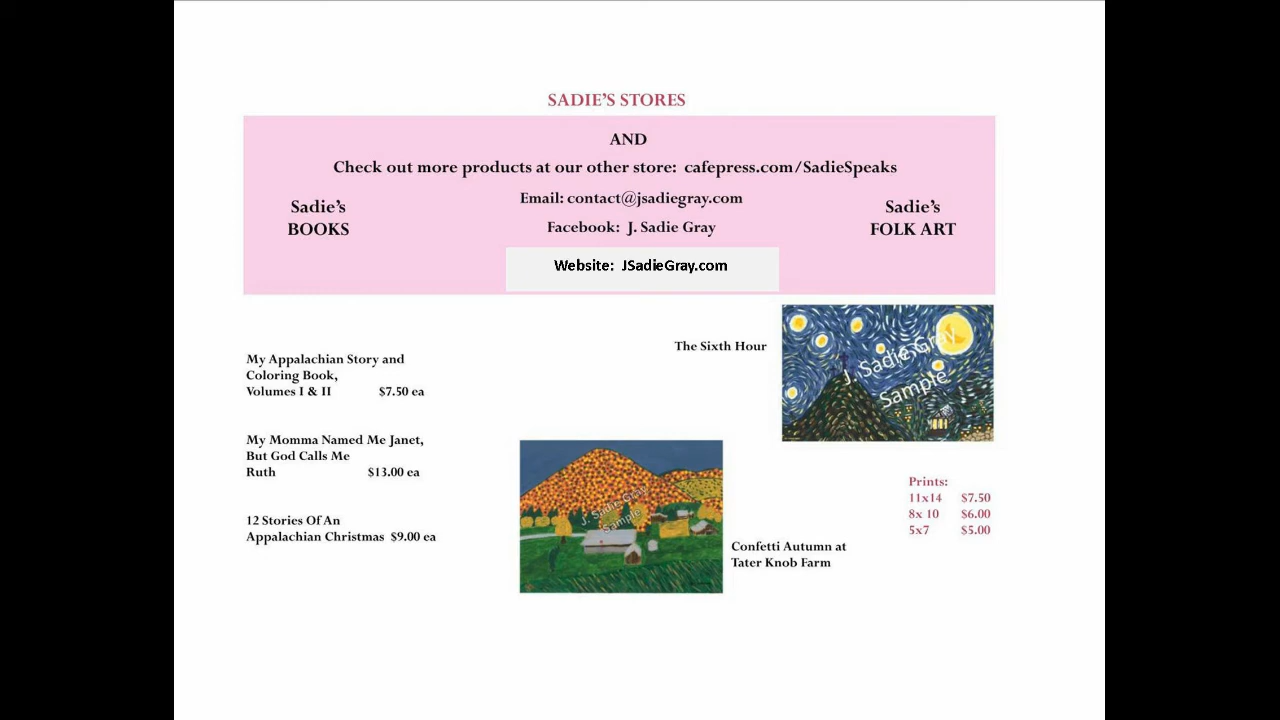 SADIE'S STORES
AND
Check out more products at our other store: cafepress.com/SadieSpeaks
Email: contact@jsadiegray.com
Facebook: J. Sadie Gray
Website: JSadieGray.com
Sadie's
BOOKS
Sadie's
FOLK ART
My Appalachian Story and
Coloring Book,
Volumes I & II $7.50 ea
My Momma Named Me Janet,
But God Calls Me
Ruth $13.00 ea
12 Stories Of An
Appalachian Christmas $9.00 ea
The Sixth Hour
J. Sadie Gray
Sample
J. Sadie Gray
Sample
Confetti Autumn at
Tater Knob Farm
Prints:
11x14 $7.50
8x 10 $6.00
5x7 $5.00